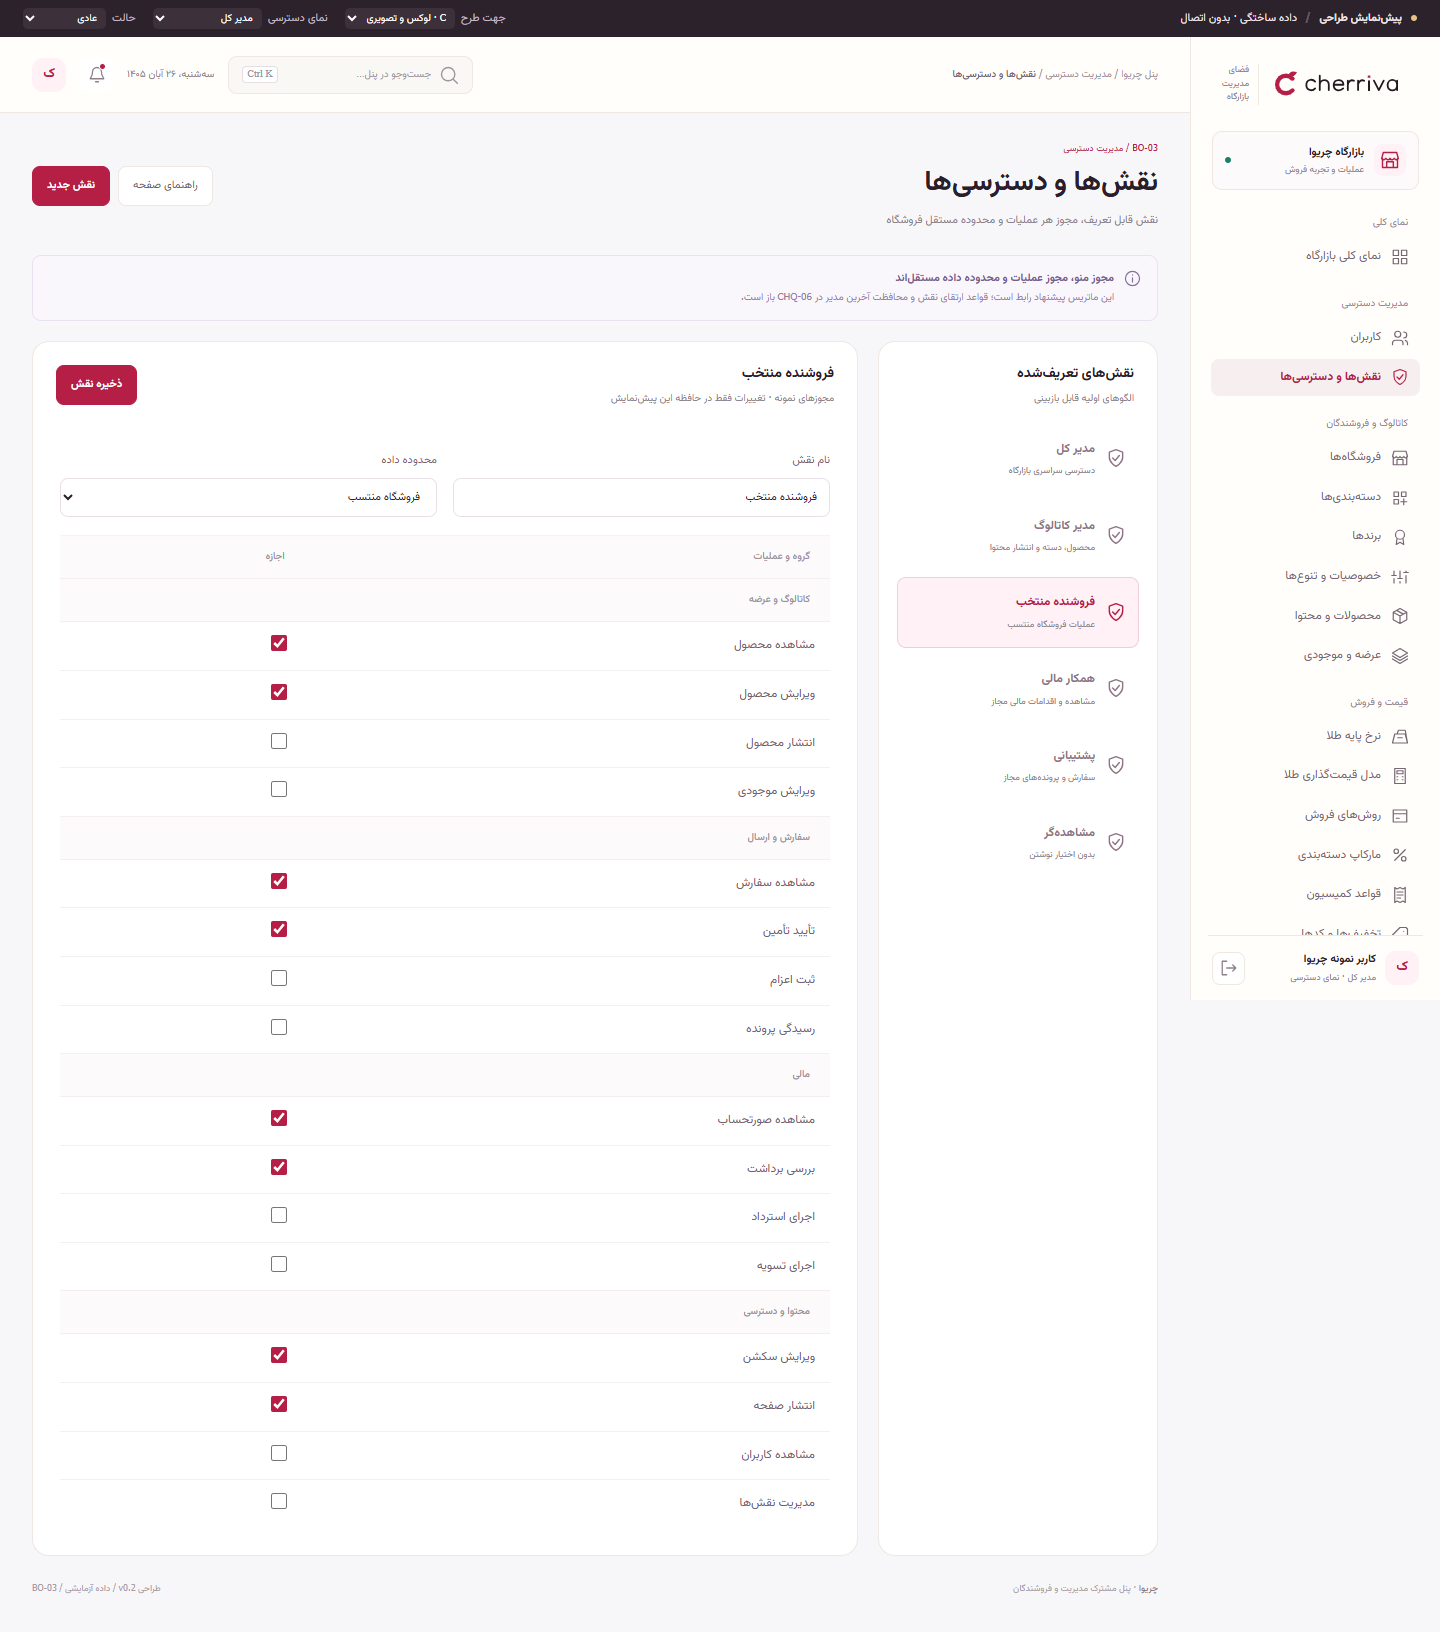 پیش‌نمایش طراحی / داده ساختگی · بدون اتصال
جهت طرح C · لوکس و تصویری
نمای دسترسی مدیر کل
حالت عادی
cherriva
فضای
مدیریت
بازارگاه
بازارگاه چریوا
عملیات و تجربه فروش
نمای کلی
نمای کلی بازارگاه
مدیریت دسترسی
کاربران
نقش‌ها و دسترسی‌ها
کاتالوگ و فروشندگان
فروشگاه‌ها
دسته‌بندی‌ها
برندها
خصوصیات و تنوع‌ها
محصولات و محتوا
عرضه و موجودی
قیمت و فروش
نرخ پایه طلا
مدل قیمت‌گذاری طلا
روش‌های فروش
مارکاپ دسته‌بندی
قواعد کمیسیون
تخفیف‌ها و کدها
ک
کاربر نمونه چریوا
مدیر کل · نمای دسترسی
پنل چریوا / مدیریت دسترسی / نقش‌ها و دسترسی‌ها
جست‌وجو در پنل...
Ctrl K
سه‌شنبه، ۲۶ آبان ۱۴۰۵
ک
BO-03 / مدیریت دسترسی
نقش‌ها و دسترسی‌ها
نقش قابل تعریف، مجوز هر عملیات و محدوده مستقل فروشگاه
راهنمای صفحه
نقش جدید
مجوز منو، مجوز عملیات و محدوده داده مستقل‌اند
این ماتریس پیشنهاد رابط است؛ قواعد ارتقای نقش و محافظت آخرین مدیر در CHQ-06 باز است.
نقش‌های تعریف‌شده
الگوهای اولیه قابل بازبینی
مدیر کل
دسترسی سراسری بازارگاه
مدیر کاتالوگ
محصول، دسته و انتشار محتوا
فروشنده منتخب
عملیات فروشگاه منتسب
همکار مالی
مشاهده و اقدامات مالی مجاز
پشتیبانی
سفارش و پرونده‌های مجاز
مشاهده‌گر
بدون اختیار نوشتن
فروشنده منتخب
مجوزهای نمونه · تغییرات فقط در حافظه این پیش‌نمایش
ذخیره نقش
نام نقش
فروشنده منتخب
محدوده داده
فروشگاه منتسب
گروه و عملیات اجازه
کاتالوگ و عرضه
مشاهده محصول
ویرایش محصول
انتشار محصول
ویرایش موجودی
سفارش و ارسال
مشاهده سفارش
تأیید تأمین
ثبت اعزام
رسیدگی پرونده
مالی
مشاهده صورتحساب
بررسی برداشت
اجرای استرداد
اجرای تسویه
محتوا و دسترسی
ویرایش سکشن
انتشار صفحه
مشاهده کاربران
مدیریت نقش‌ها
چریوا · پنل مشترک مدیریت و فروشندگان
طراحی v0.2 / داده آزمایشی / BO-03